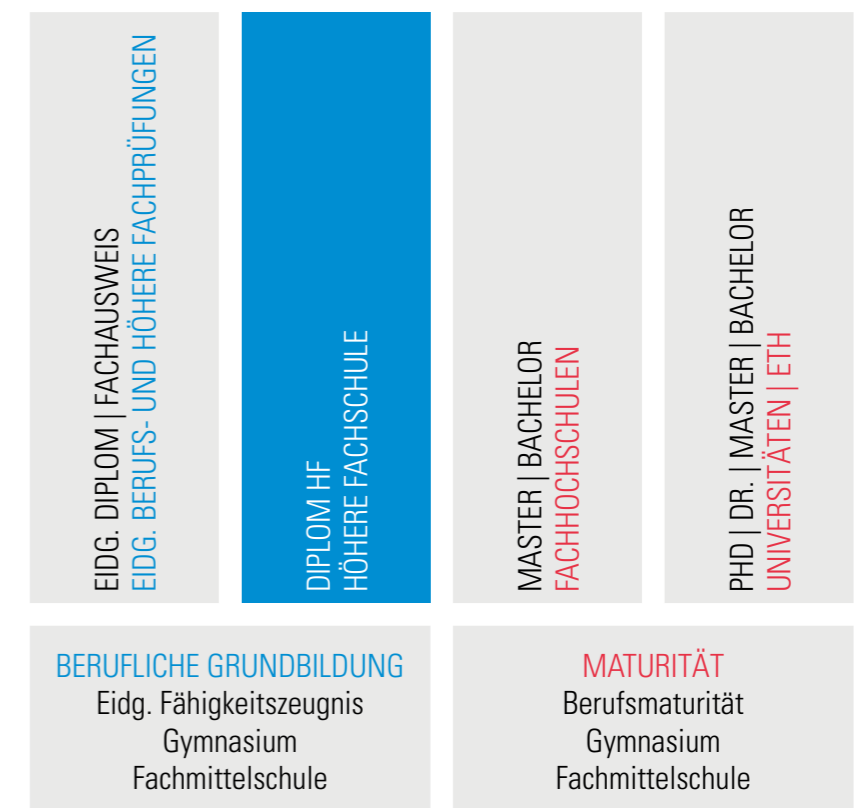 EIDG. DIPLOM | FACHAUSWEIS
EIDG. BERUFS- UND HÖHERE FACHPRÜFUNGEN
DIPLOM HF
HÖHERE FACHSCHULE
MASTER | BACHELOR
FACHHOCHSCHULEN
PHD | DR. | MASTER | BACHELOR
UNIVERSITÄTEN | ETH
BERUFLICHE GRUNDBILDUNG
Eidg. Fähigkeitszeugnis
Gymnasium
Fachmittelschule
MATURITÄT
Berufsmaturität
Gymnasium
Fachmittelschule